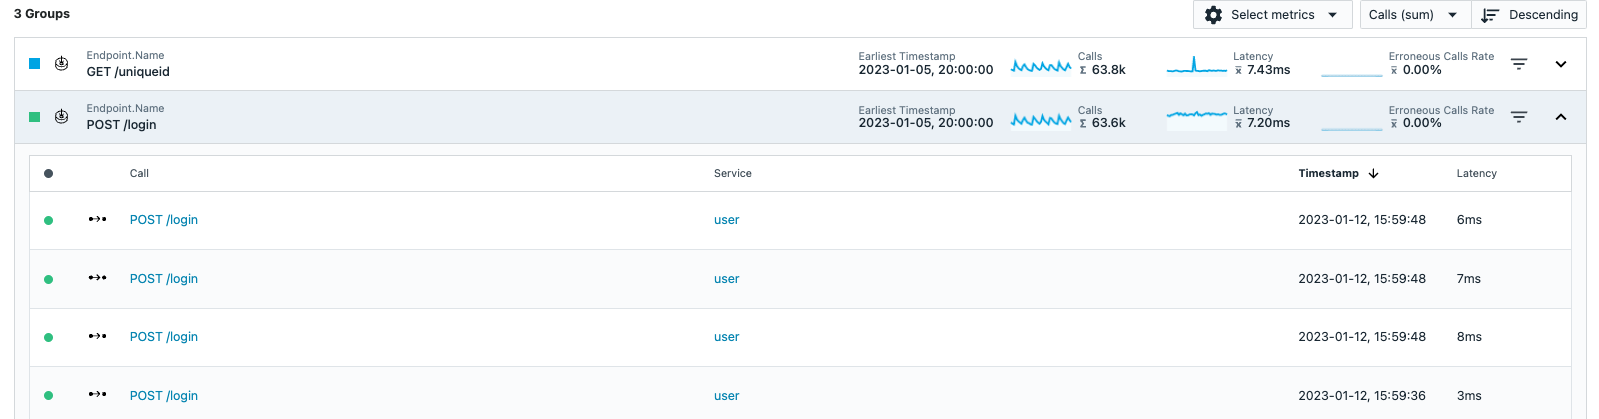 3 Groups
Select metrics
Calls (sum)
Descending
Endpoint.Name
GET /uniqueid
Earliest Timestamp
2023-01-05, 20:00:00
Calls
Σ 63.8k
Latency
x̄ 7.43ms
Erroneous Calls Rate
x̄ 0.00%
Endpoint.Name
POST /login
Earliest Timestamp
2023-01-05, 20:00:00
Calls
Σ 63.6k
Latency
x̄ 7.20ms
Erroneous Calls Rate
x̄ 0.00%
Call Service Timestamp Latency
POST /login user 2023-01-12, 15:59:48 6ms
POST /login user 2023-01-12, 15:59:48 7ms
POST /login user 2023-01-12, 15:59:48 8ms
POST /login user 2023-01-12, 15:59:36 3ms